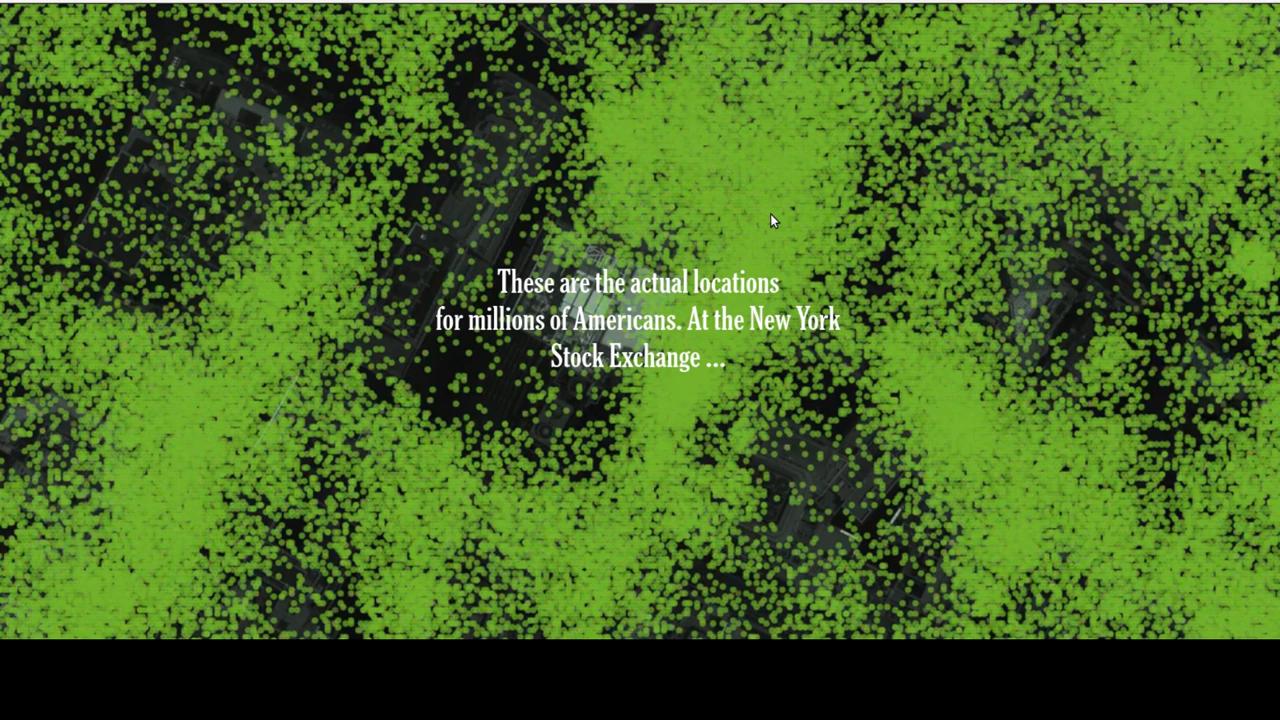 These are the actual locations
for millions of Americans. At the New York
Stock Exchange ...